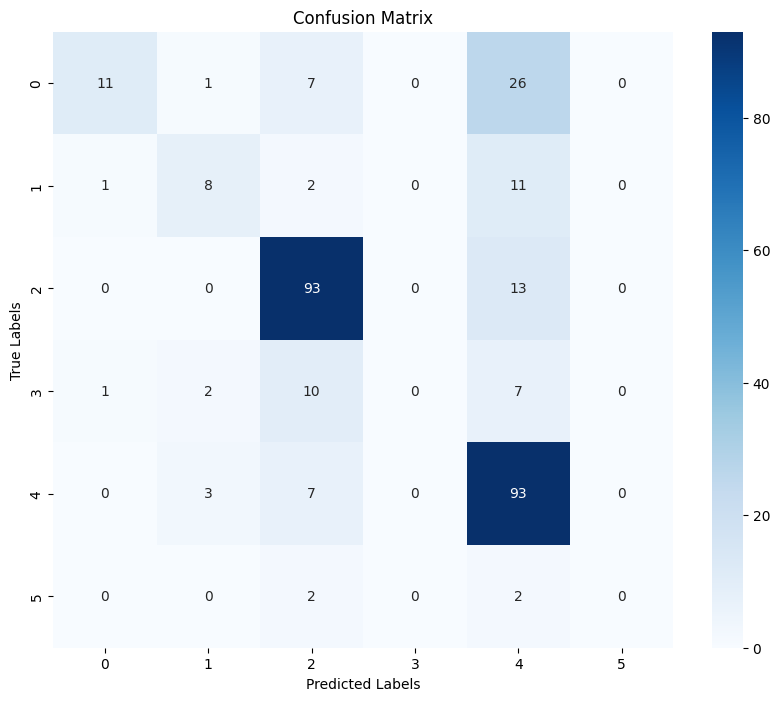 Confusion Matrix
True Labels
0 11 1 7 0 26 0
1 1 8 2 0 11 0
2 0 0 93 0 13 0
3 1 2 10 0 7 0
4 0 3 7 0 93 0
5 0 0 2 0 2 0
0 1 2 3 4 5
Predicted Labels
80
60
40
20
0